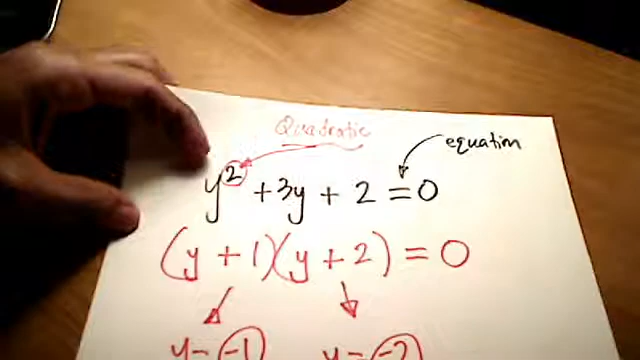 Quadratic
equation
y² + 3y + 2 = 0
(y + 1)(y + 2) = 0
y = -1 y = -2